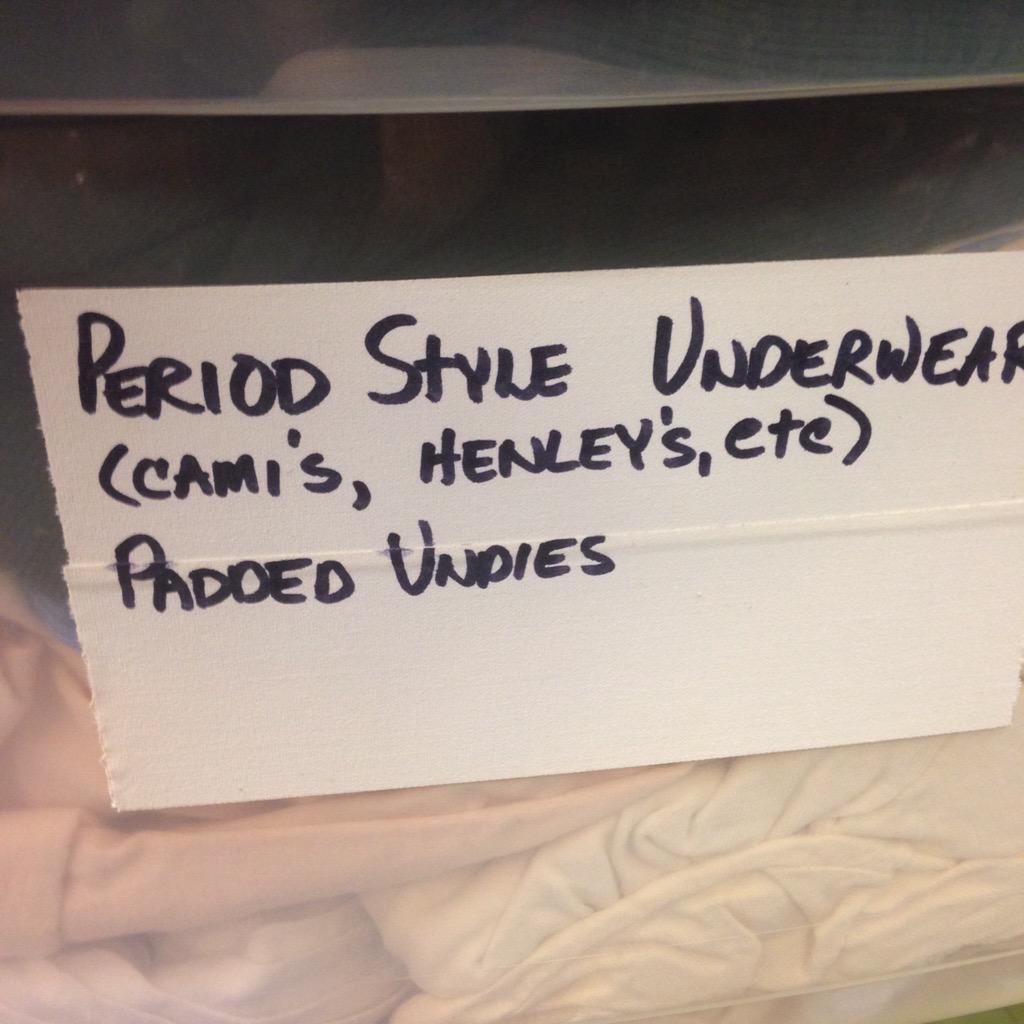 PERIOD STYLE UNDERWEAR
(CAMI'S, HENLEY'S, etc)
PADDED UNDIES